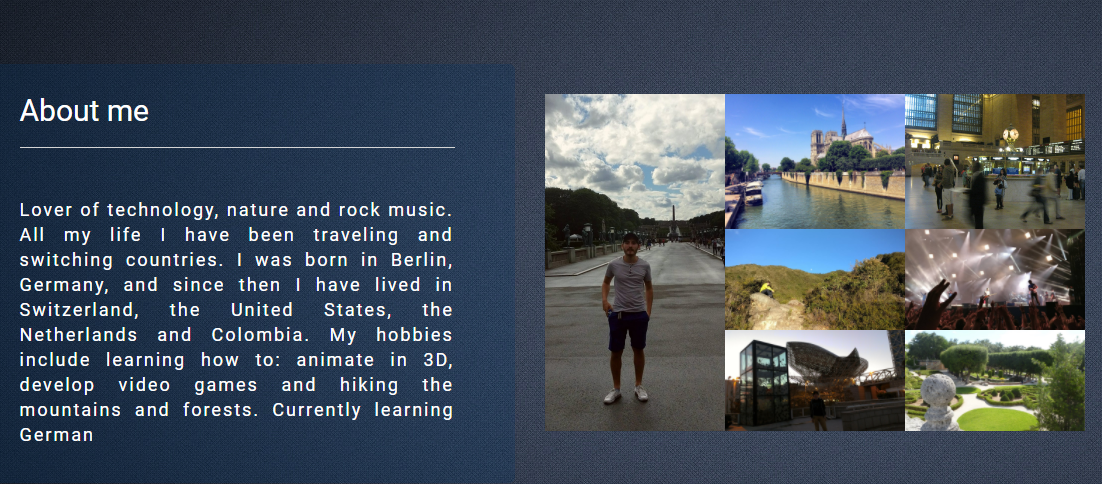 About me
Lover of technology, nature and rock music.
All my life I have been traveling and
switching countries. I was born in Berlin,
Germany, and since then I have lived in
Switzerland, the United States, the
Netherlands and Colombia. My hobbies
include learning how to: animate in 3D,
develop video games and hiking the
mountains and forests. Currently learning
German